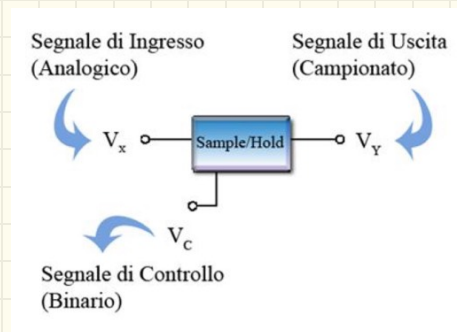 Segnale di Ingresso
(Analogico)
Segnale di Uscita
(Campionato)
Vx
Sample/Hold
VY
VC
Segnale di Controllo
(Binario)